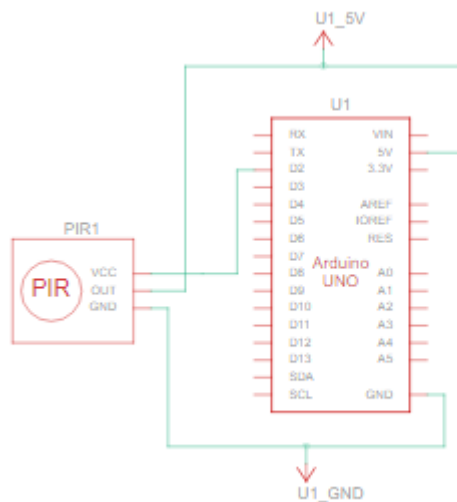 U1_5V
U1
RX VIN
TX 5V
D2 3.3V
D3
D4 AREF
D5 IOREF
D6 RES
D7
D8 A0
D9 A1
D10 A2
D11 A3
D12 A4
D13 A5
SDA
SCL GND
Arduino
UNO
PIR1
PIR
VCC
OUT
GND
U1_GND